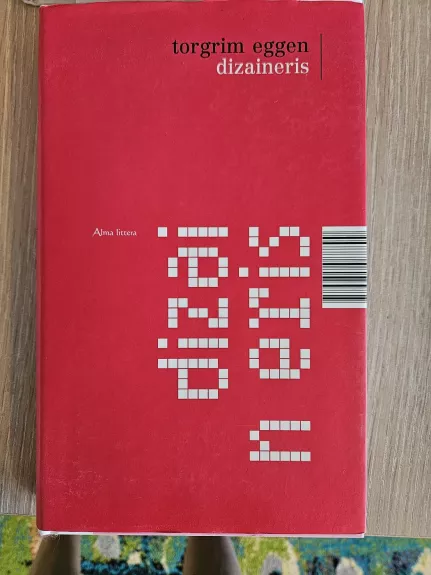 torgrim eggen
dizaineris
Alma littera
dizai
neris